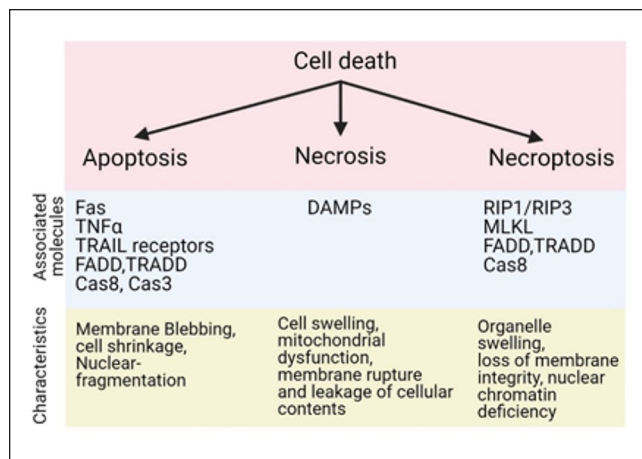 Cell death
Apoptosis
Necrosis
Necroptosis
Associated
molecules
Fas
TNFα
TRAIL receptors
FADD,TRADD
Cas8, Cas3
DAMPs
RIP1/RIP3
MLKL
FADD,TRADD
Cas8
Characteristics
Membrane Blebbing,
cell shrinkage,
Nuclear-
fragmentation
Cell swelling,
mitochondrial
dysfunction,
membrane rupture
and leakage of cellular
contents
Organelle
swelling,
loss of membrane
integrity, nuclear
chromatin
deficiency